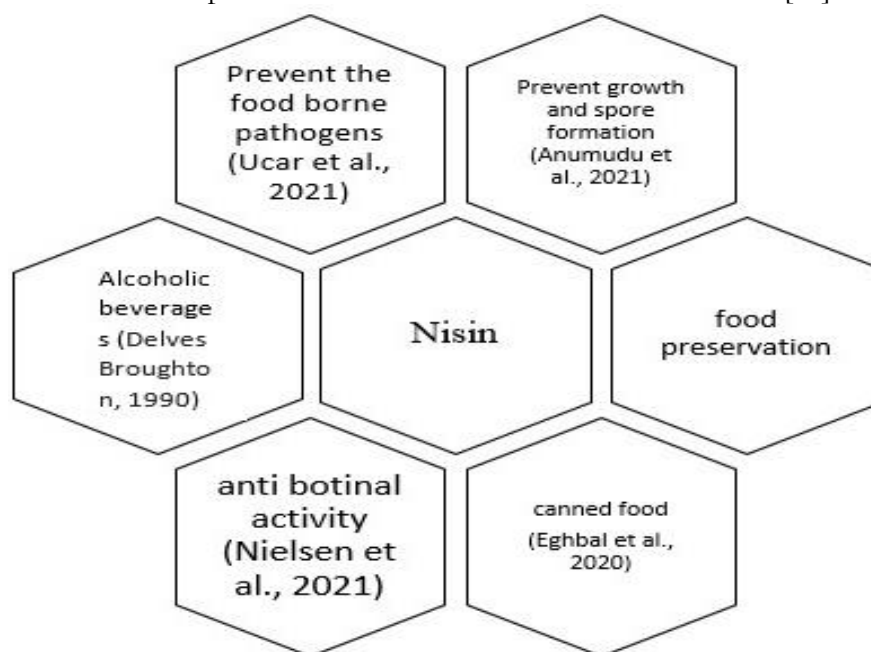 Prevent the
food borne
pathogens
(Ucar et al.,
2021)
Prevent growth
and spore
formation
(Anumudu et
al., 2021)
Alcoholic
beverage
s (Delves
Broughto
n, 1990)
Nisin
food
preservation
anti botinal
activity
(Nielsen et
al., 2021)
canned food
(Eghbal et al.,
2020)